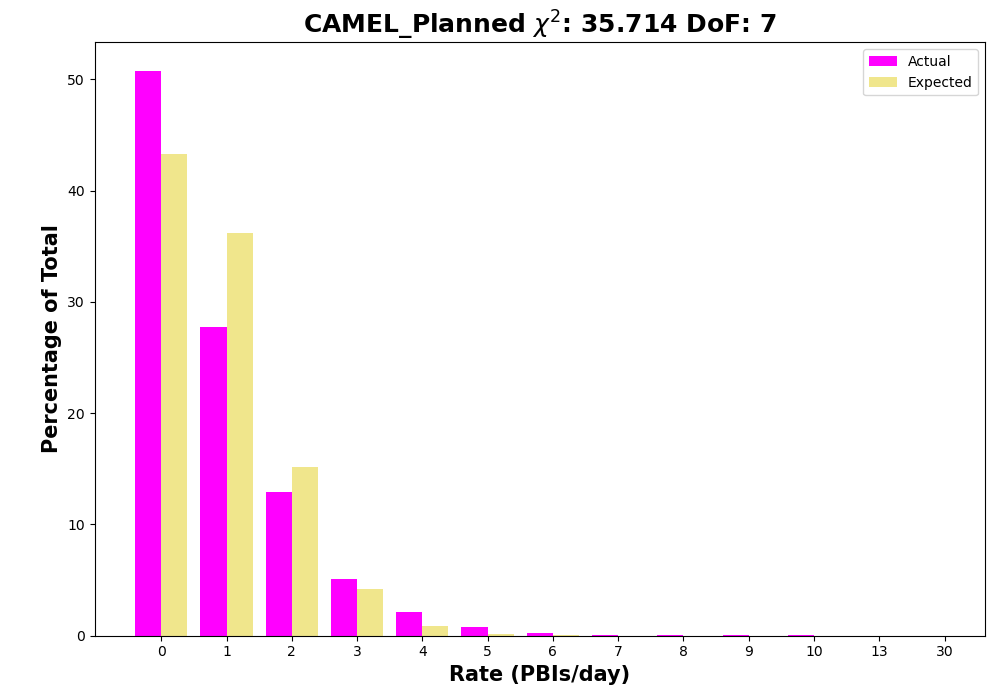 CAMEL_Planned χ²: 35.714 DoF: 7
Actual
Expected
Percentage of Total
50
40
30
20
10
0
0 1 2 3 4 5 6 7 8 9 10 13 30
Rate (PBIs/day)